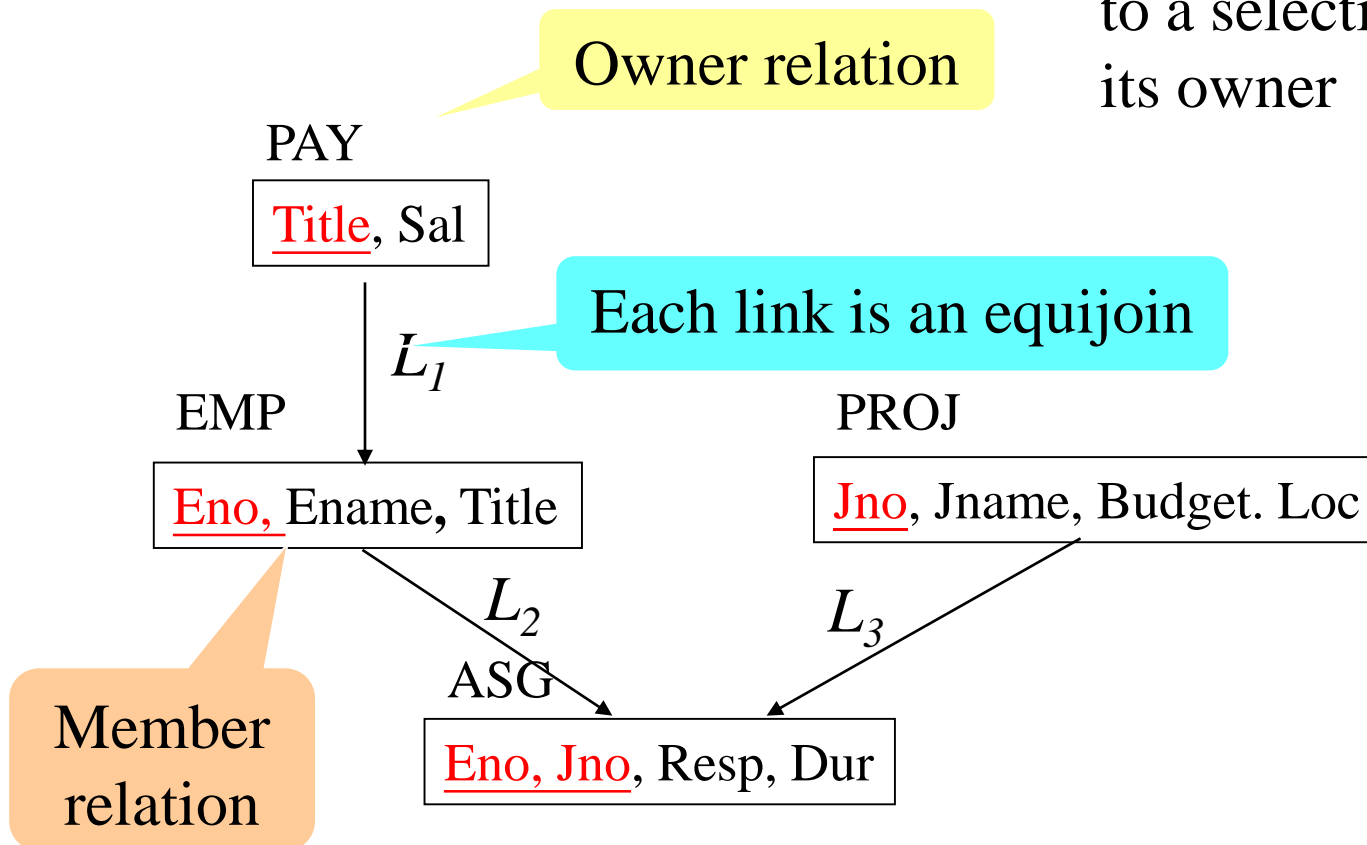 to a selecti
its owner
Owner relation
PAY
Title, Sal
Each link is an equijoin
L1
EMP
PROJ
Eno, Ename, Title
Jno, Jname, Budget. Loc
L2
L3
ASG
Member
relation
Eno, Jno, Resp, Dur